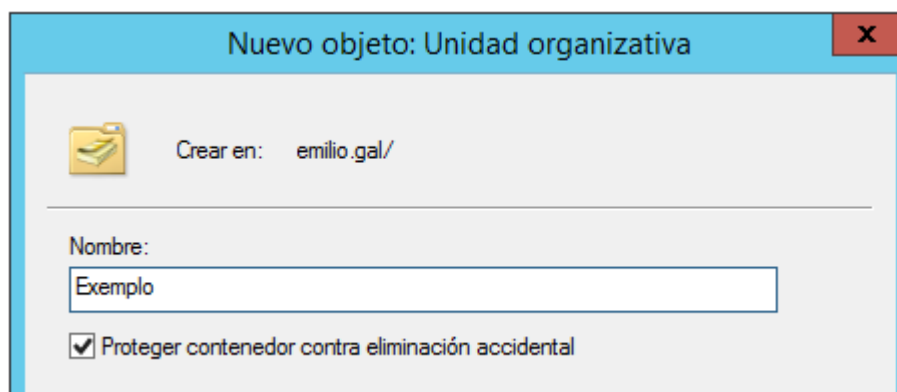 Nuevo objeto: Unidad organizativa
x
Crear en: emilio.gal/
Nombre:
Exemplo
Proteger contenedor contra eliminación accidental